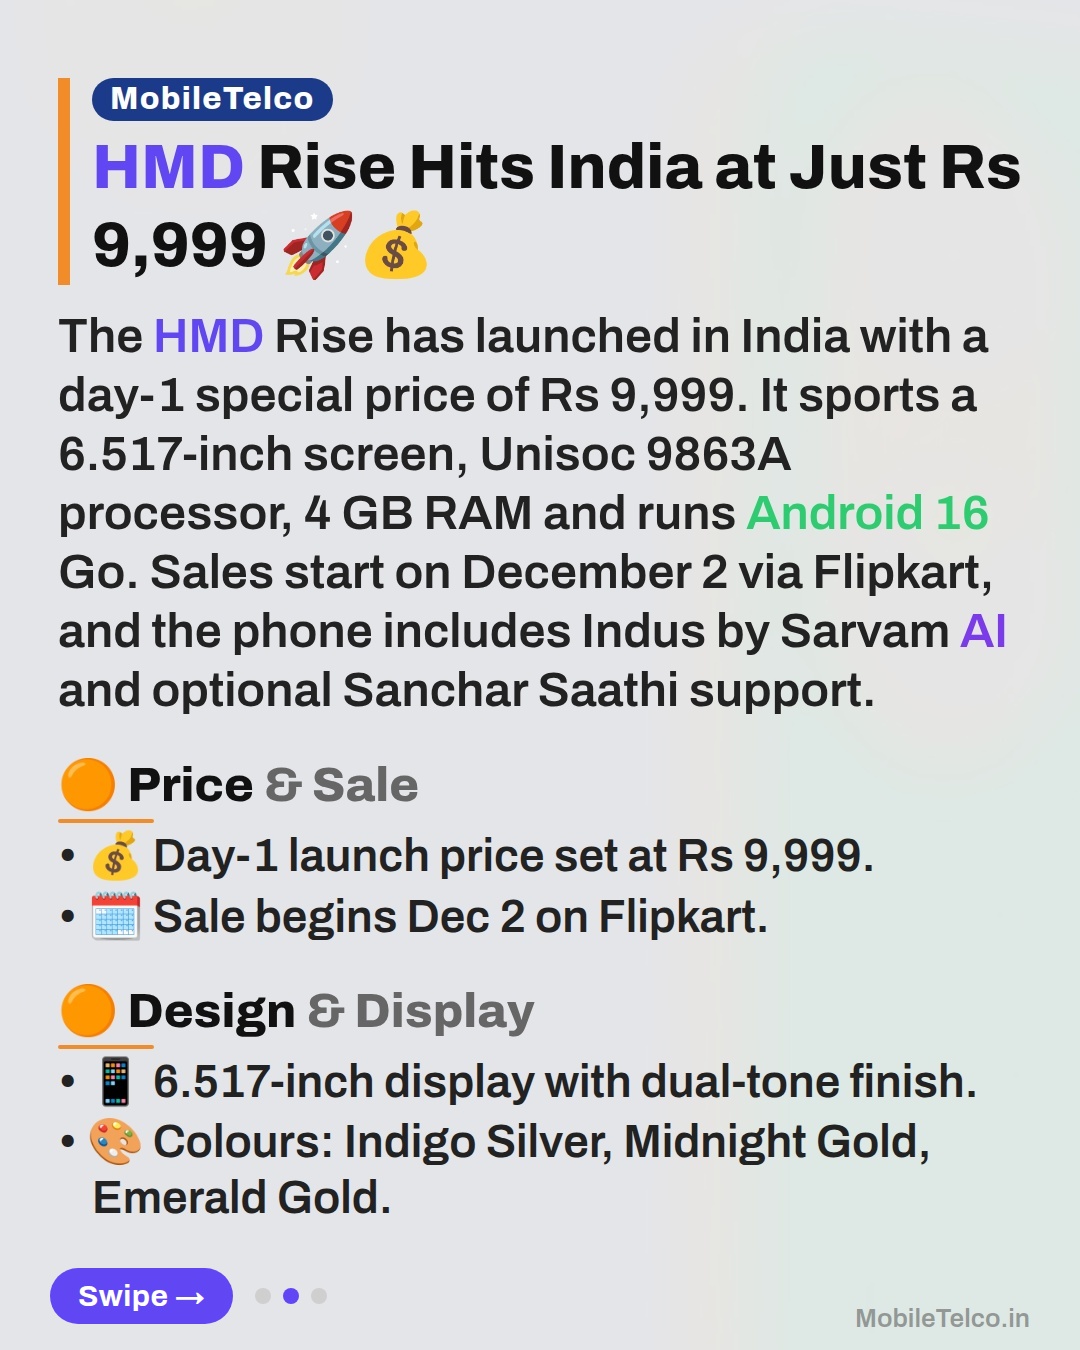 MobileTelco
HMD Rise Hits India at Just Rs
9,999 🚀💰
The HMD Rise has launched in India with a
day-1 special price of Rs 9,999. It sports a
6.517-inch screen, Unisoc 9863A
processor, 4 GB RAM and runs Android 16
Go. Sales start on December 2 via Flipkart,
and the phone includes Indus by Sarvam AI
and optional Sanchar Saathi support.
🟠 Price & Sale
• 💰 Day-1 launch price set at Rs 9,999.
• 🗓️ Sale begins Dec 2 on Flipkart.
🟠 Design & Display
• 📱 6.517-inch display with dual-tone finish.
• 🎨 Colours: Indigo Silver, Midnight Gold,
Emerald Gold.
Swipe →
MobileTelco.in